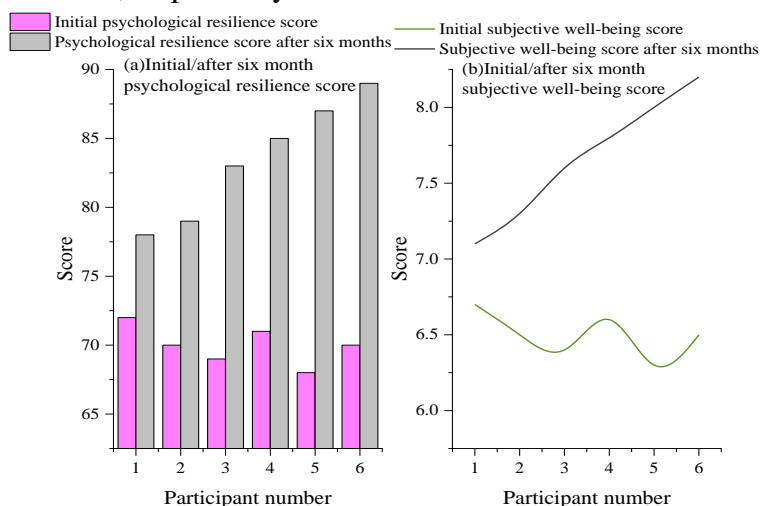 Initial psychological resilience score
Psychological resilience score after six months
Initial subjective well-being score
Subjective well-being score after six months
(a)Initial/after six month
psychological resilience score
90
85
80
75
70
65
Score
1 2 3 4 5 6
Participant number
(b)Initial/after six month
subjective well-being score
8.0
7.5
7.0
6.5
6.0
Score
1 2 3 4 5 6
Participant number